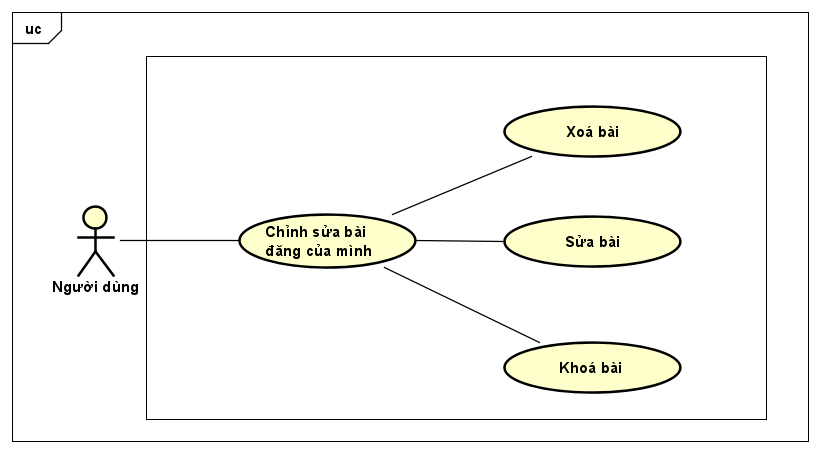 uc
Xoá bài
Chỉnh sửa bài
đăng của mình
Sửa bài
Người dùng
Khoá bài